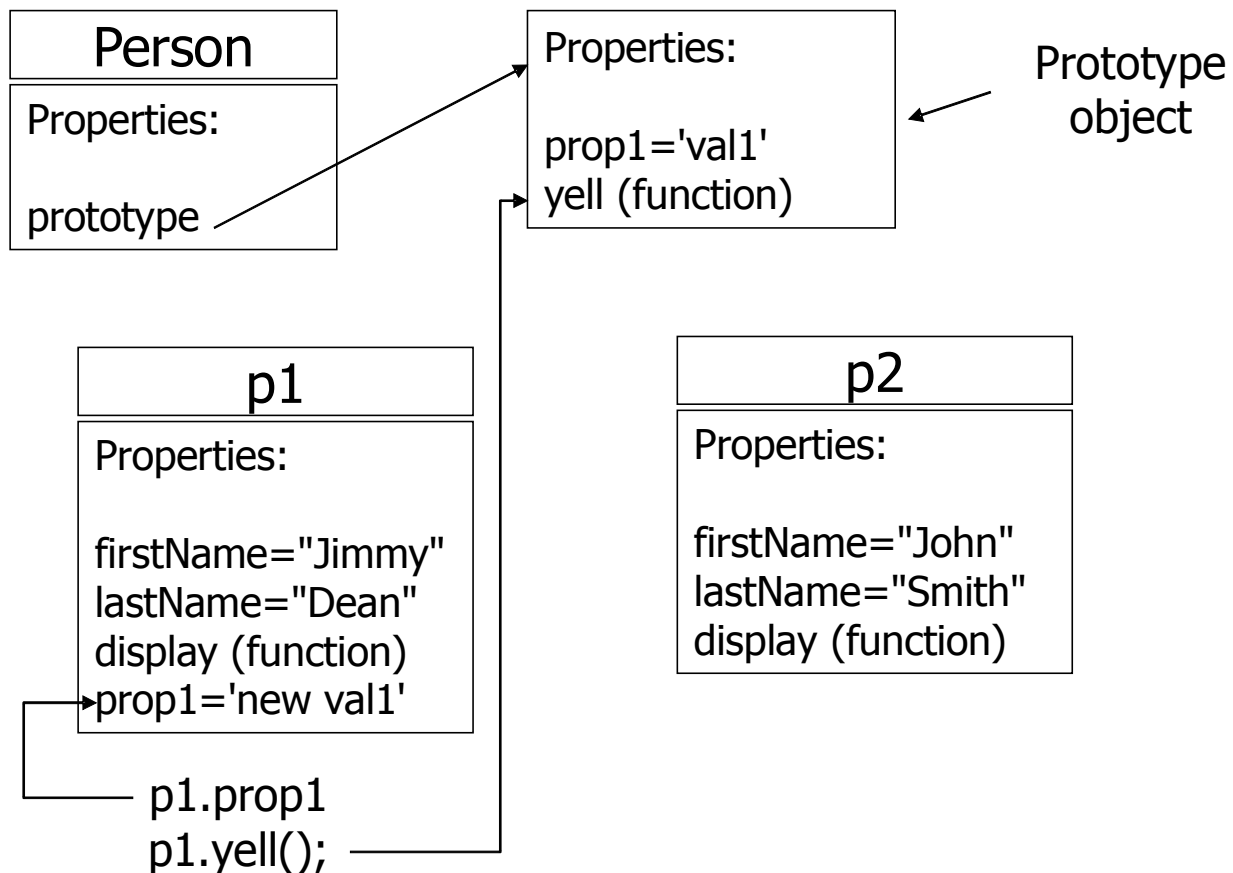 Person
Properties:
prototype
Properties:
prop1='val1'
yell (function)
Prototype
object
p1
Properties:
firstName="Jimmy"
lastName="Dean"
display (function)
prop1='new val1'
p2
Properties:
firstName="John"
lastName="Smith"
display (function)
p1.prop1
p1.yell();